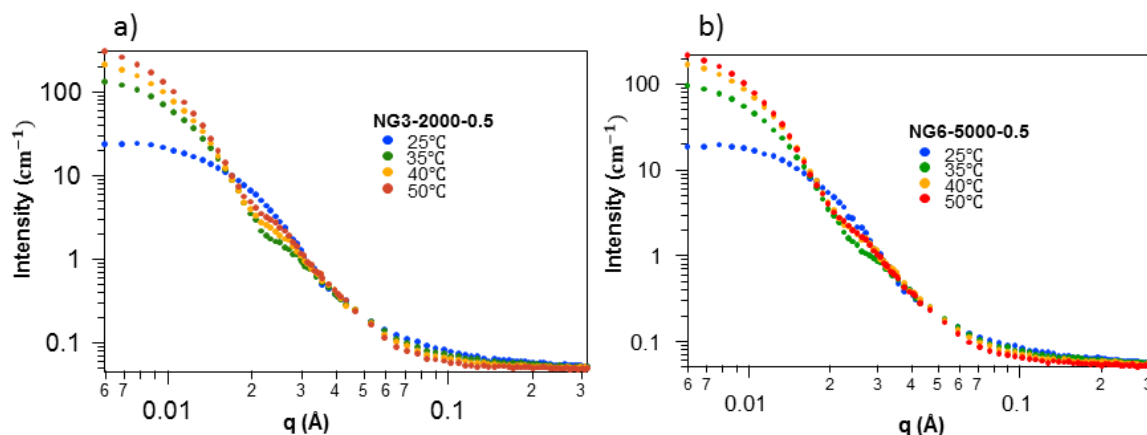 a)
100
10
1
0.1
Intensity (cm⁻¹)
NG3-2000-0.5
25℃
35℃
40℃
50℃
6 7 2 3 4 5 6 7 2 3
0.01 0.1
q (Å)
b)
100
10
1
0.1
Intensity (cm⁻¹)
NG6-5000-0.5
25℃
35℃
40℃
50℃
6 7 2 3 4 5 6 7 2 3
0.01 0.1
q (Å)